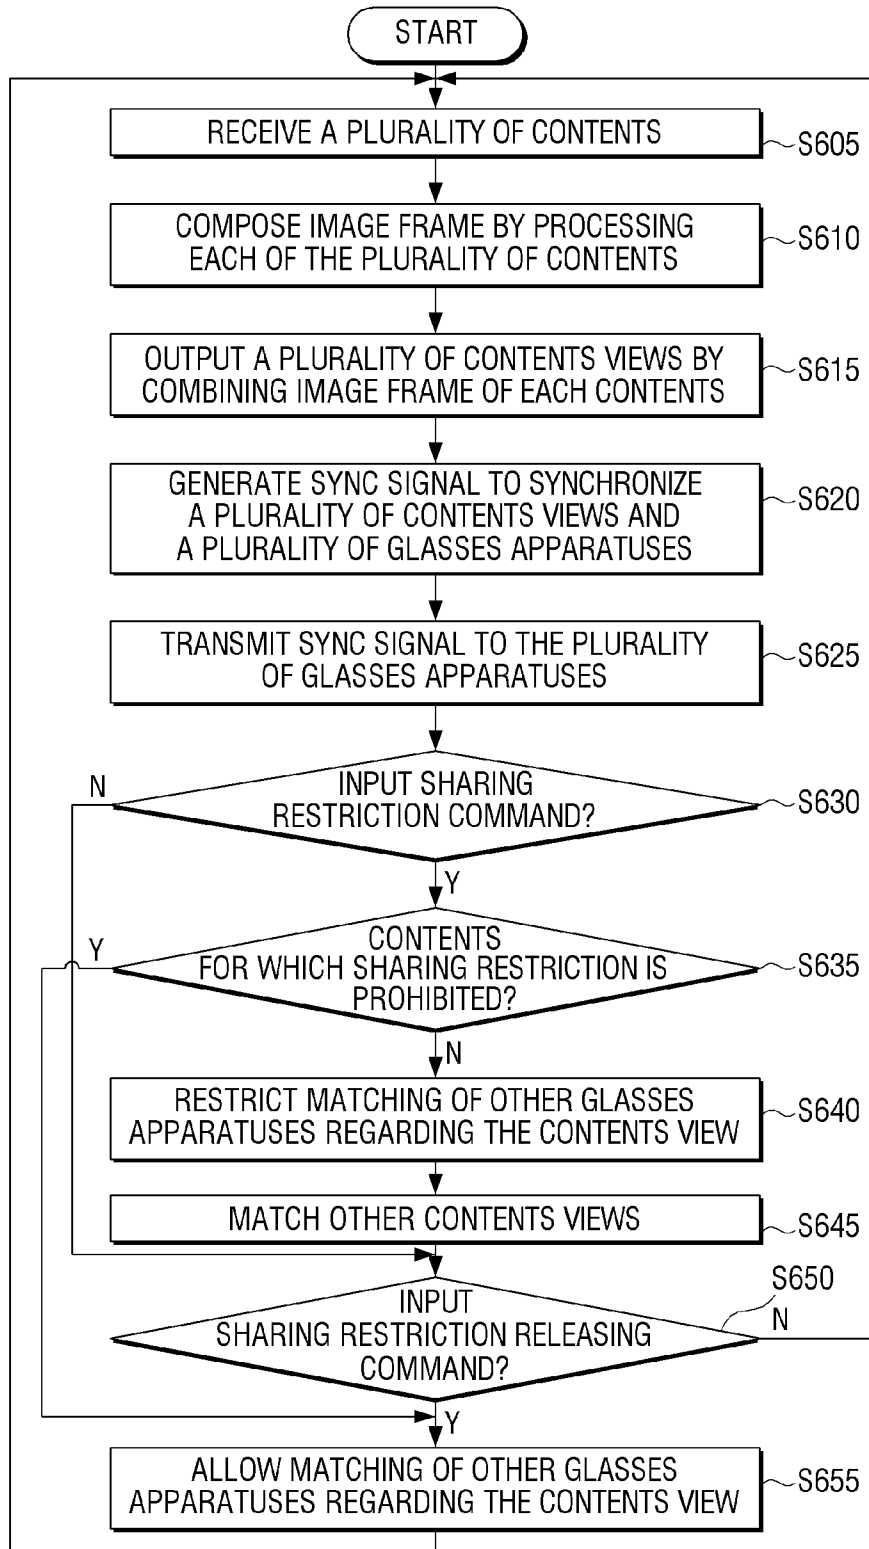 START
RECEIVE A PLURALITY OF CONTENTS
S605
COMPOSE IMAGE FRAME BY PROCESSING
EACH OF THE PLURALITY OF CONTENTS
S610
OUTPUT A PLURALITY OF CONTENTS VIEWS BY
COMBINING IMAGE FRAME OF EACH CONTENTS
S615
GENERATE SYNC SIGNAL TO SYNCHRONIZE
A PLURALITY OF CONTENTS VIEWS AND
A PLURALITY OF GLASSES APPARATUSES
S620
TRANSMIT SYNC SIGNAL TO THE PLURALITY
OF GLASSES APPARATUSES
S625
N
INPUT SHARING
RESTRICTION COMMAND?
S630
Y
Y
CONTENTS
FOR WHICH SHARING RESTRICTION IS
PROHIBITED?
S635
N
RESTRICT MATCHING OF OTHER GLASSES
APPARATUSES REGARDING THE CONTENTS VIEW
S640
MATCH OTHER CONTENTS VIEWS
S645
S650
INPUT
SHARING RESTRICTION RELEASING
COMMAND?
N
Y
ALLOW MATCHING OF OTHER GLASSES
APPARATUSES REGARDING THE CONTENTS VIEW
S655